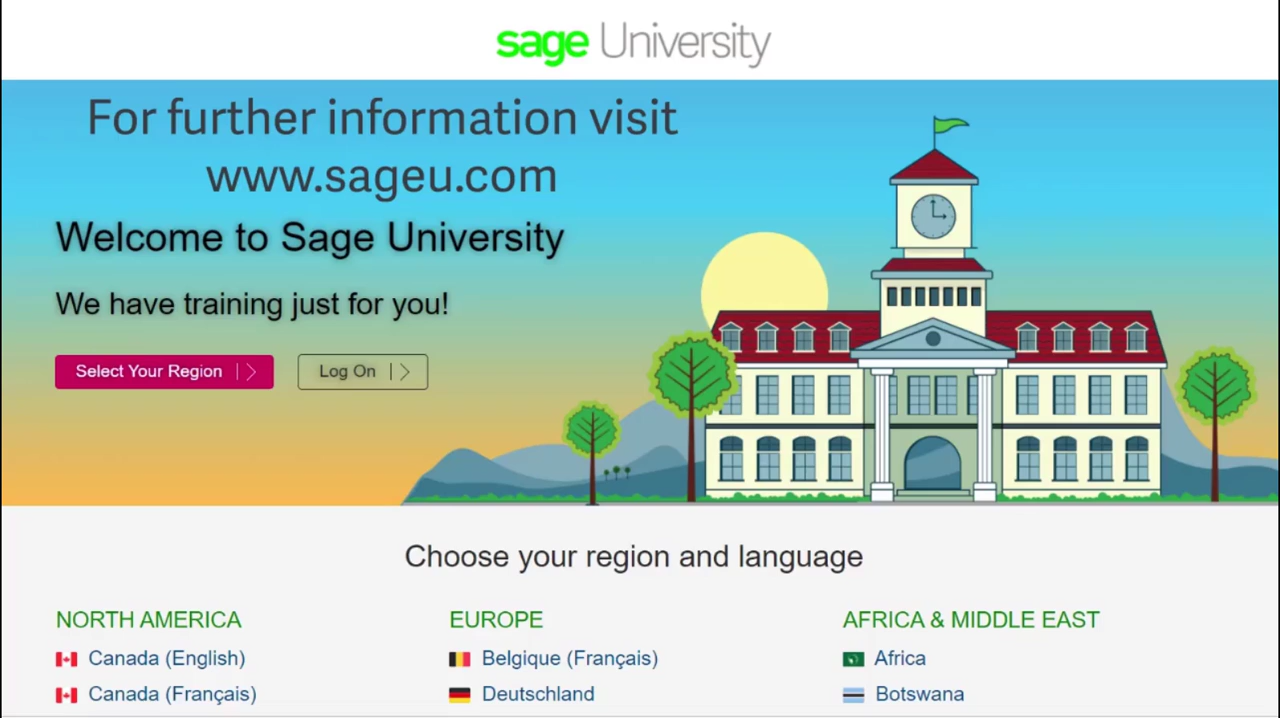 sage University
For further information visit
www.sageu.com
Welcome to Sage University
We have training just for you!
Select Your Region
Log On
Choose your region and language
NORTH AMERICA
Canada (English)
Canada (Français)
EUROPE
Belgique (Français)
Deutschland
AFRICA & MIDDLE EAST
Africa
Botswana